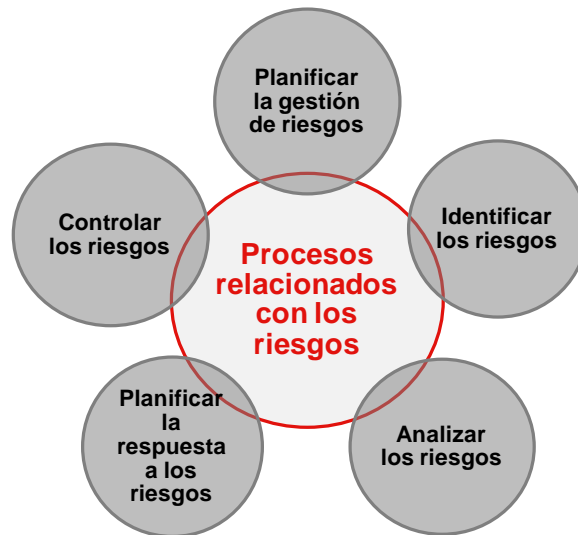 Planificar
la gestión
de riesgos
Identificar
los riesgos
Analizar
los riesgos
Planificar
la
respuesta
a los
riesgos
Controlar
los riesgos
Procesos
relacionados
con los
riesgos